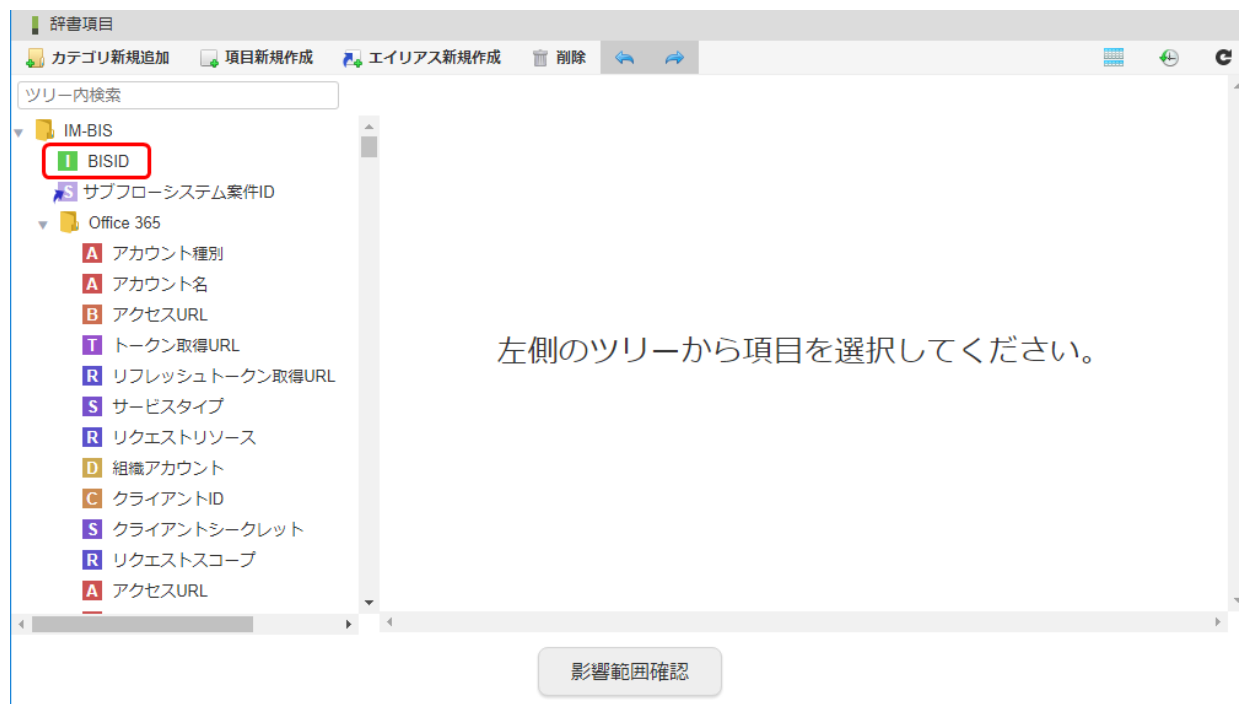 辞書項目
カテゴリ新規追加 項目新規作成 エイリアス新規作成 削除
ツリー内検索
IM-BIS
I BISID
S サブフローシステム案件ID
Office 365
A アカウント種別
A アカウント名
B アクセスURL
T トークン取得URL
R リフレッシュトークン取得URL
S サービスタイプ
R リクエストリソース
D 組織アカウント
C クライアントID
S クライアントシークレット
R リクエストスコープ
A アクセスURL
左側のツリーから項目を選択してください。
影響範囲確認